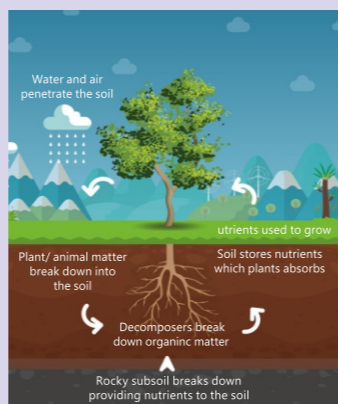 Water and air
penetrate the soil
utrients used to grow
Plant/ animal matter
break down into
the soil
Soil stores nutrients
which plants absorbs
Decomposers break
down organinc matter
Rocky subsoil breaks down
providing nutrients to the soil